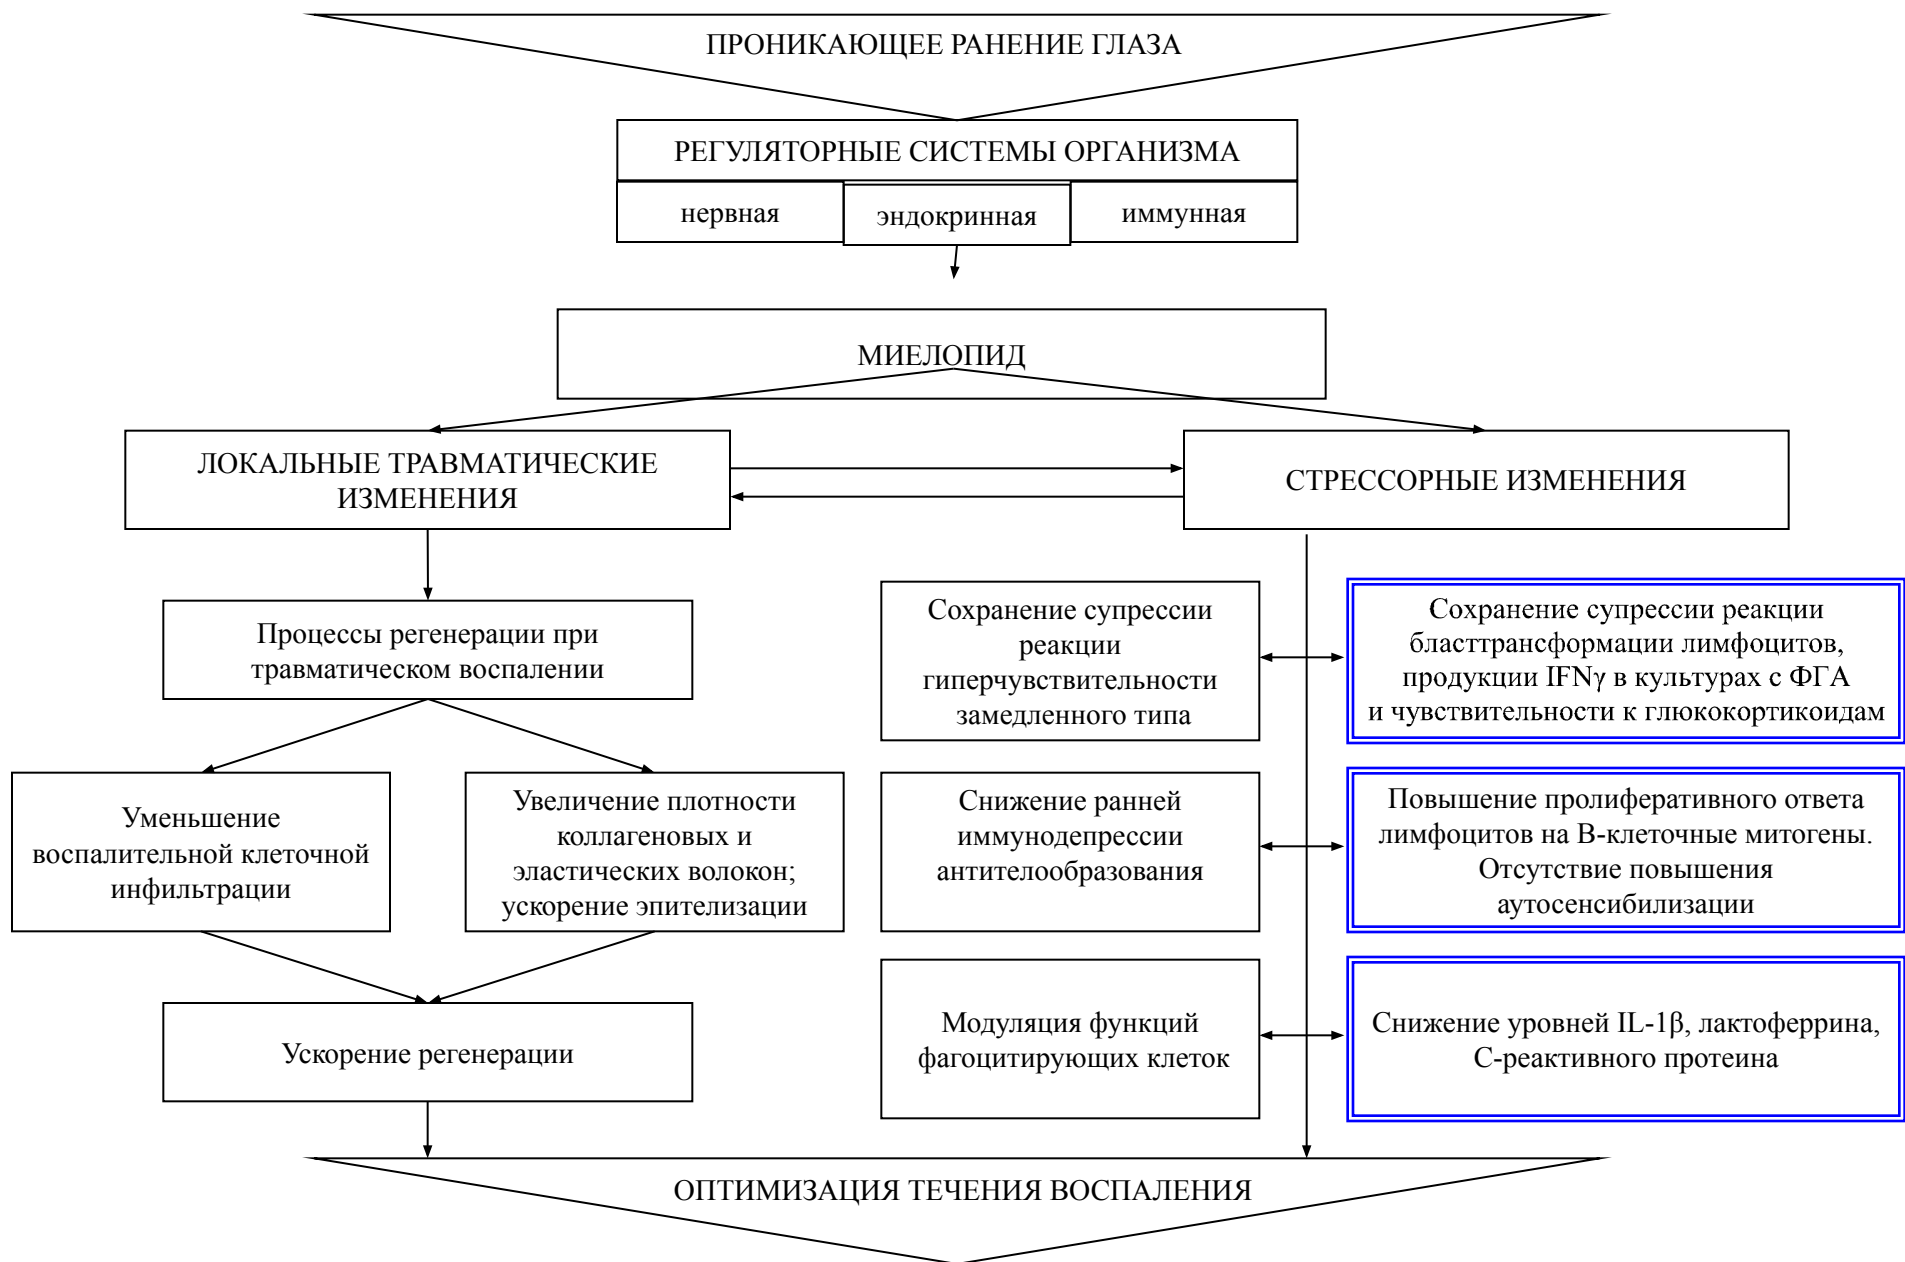 ПРОНИКАЮЩЕЕ РАНЕНИЕ ГЛАЗА
РЕГУЛЯТОРНЫЕ СИСТЕМЫ ОРГАНИЗМА
нервная
эндокринная
иммунная
МИЕЛОПИД
ЛОКАЛЬНЫЕ ТРАВМАТИЧЕСКИЕ
ИЗМЕНЕНИЯ
СТРЕССОРНЫЕ ИЗМЕНЕНИЯ
Процессы регенерации при
травматическом воспалении
Уменьшение
воспалительной клеточной
инфильтрации
Увеличение плотности
коллагеновых и
эластических волокон;
ускорение эпителизации
Ускорение регенерации
Сохранение супрессии
реакции
гиперчувствительности
замедленного типа
Сохранение супрессии реакции
бласттрансформации лимфоцитов,
продукции IFNγ в культурах с ФГА
и чувствительности к глюкокортикоидам
Снижение ранней
иммунодепрессии
антителообразования
Повышение пролиферативного ответа
лимфоцитов на В-клеточные митогены.
Отсутствие повышения
аутосенсибилизации
Модуляция функций
фагоцитирующих клеток
Снижение уровней IL-1β, лактоферрина,
С-реактивного протеина
ОПТИМИЗАЦИЯ ТЕЧЕНИЯ ВОСПАЛЕНИЯ